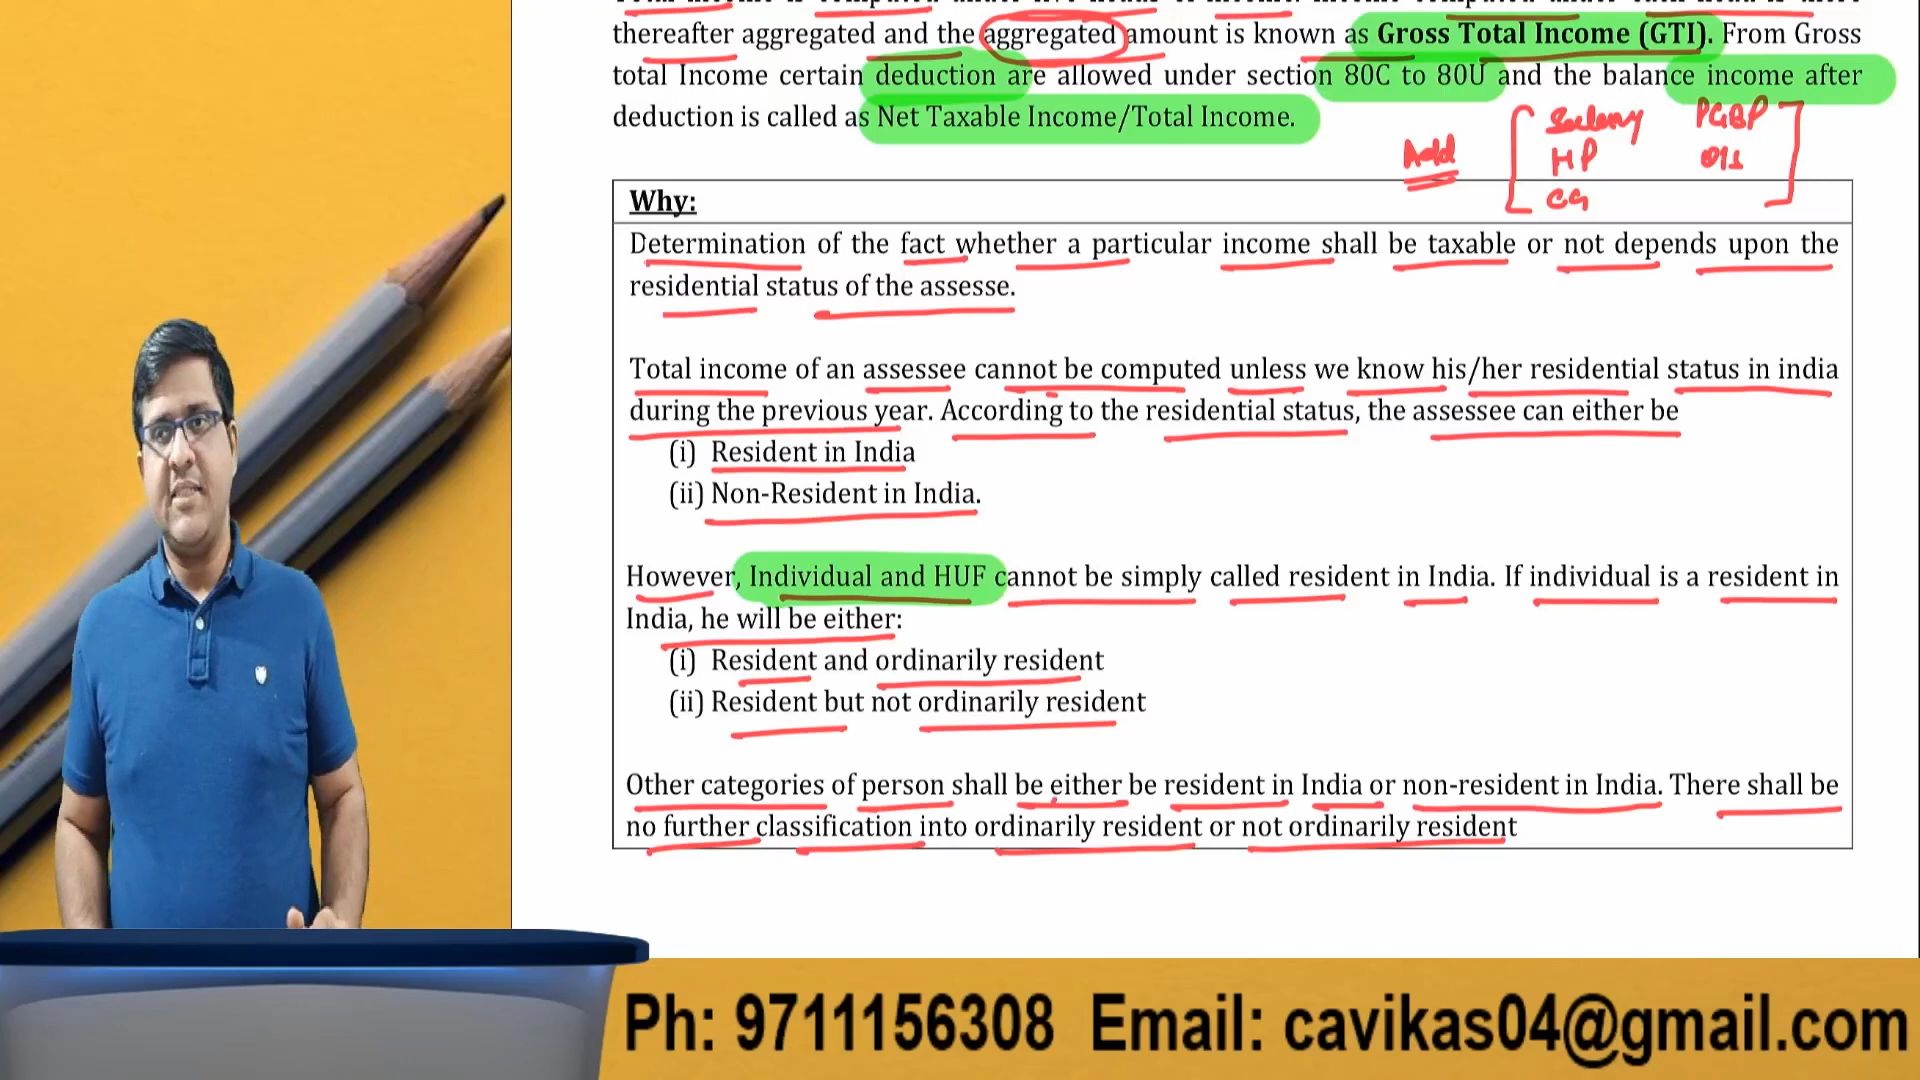 thereafter aggregated and the aggregated amount is known as Gross Total Income (GTI). From Gross
total Income certain deduction are allowed under section 80C to 80U and the balance income after
deduction is called as Net Taxable Income/Total Income.
Add
Salary PGBP
HP
CG
Why:
Determination of the fact whether a particular income shall be taxable or not depends upon the
residential status of the assesse.
Total income of an assessee cannot be computed unless we know his/her residential status in india
during the previous year. According to the residential status, the assessee can either be
(i) Resident in India
(ii) Non-Resident in India.
However, Individual and HUF cannot be simply called resident in India. If individual is a resident in
India, he will be either:
(i) Resident and ordinarily resident
(ii) Resident but not ordinarily resident
Other categories of person shall be either be resident in India or non-resident in India. There shall be
no further classification into ordinarily resident or not ordinarily resident
Ph: 9711156308 Email: cavikas04@gmail.com